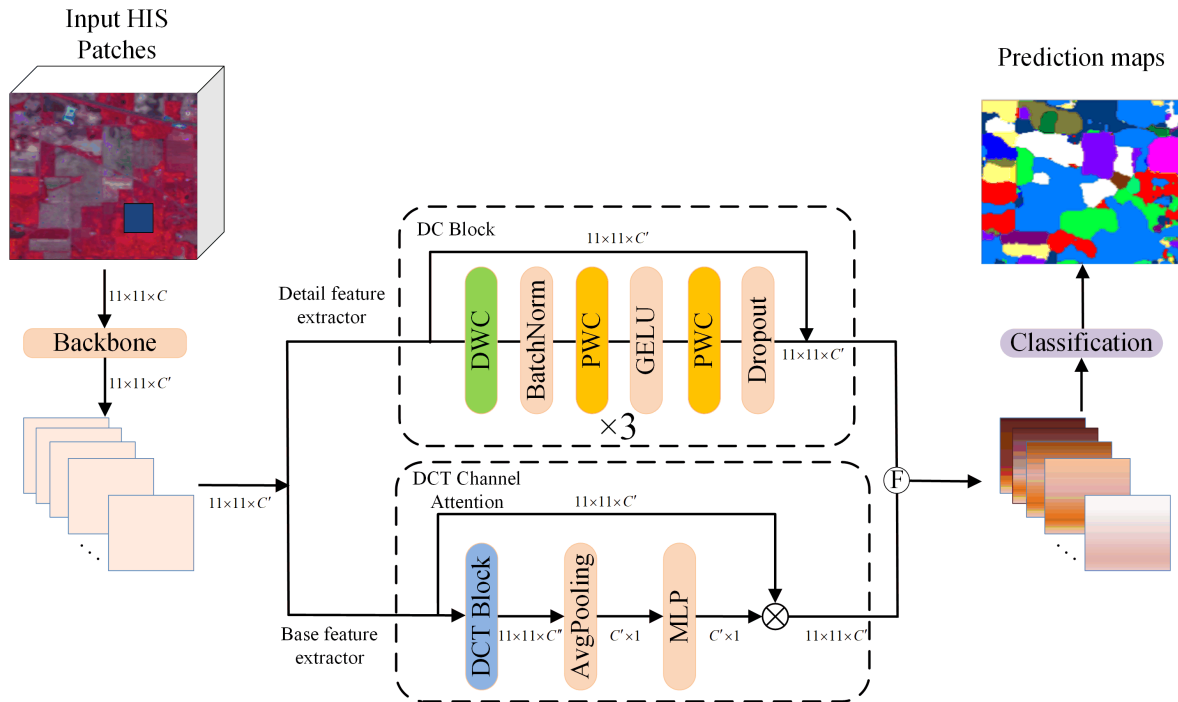 Input HIS
Patches
11×11×C
Backbone
11×11×C′
11×11×C′
Detail feature
extractor
Base feature
extractor
DC Block
11×11×C′
DWC
BatchNorm
PWC
GELU
PWC
Dropout
11×11×C′
×3
DCT Channel
Attention
11×11×C′
DCT Block
11×11×C″
AvgPooling
C′×1
MLP
C′×1
11×11×C′
F
Prediction maps
Classification